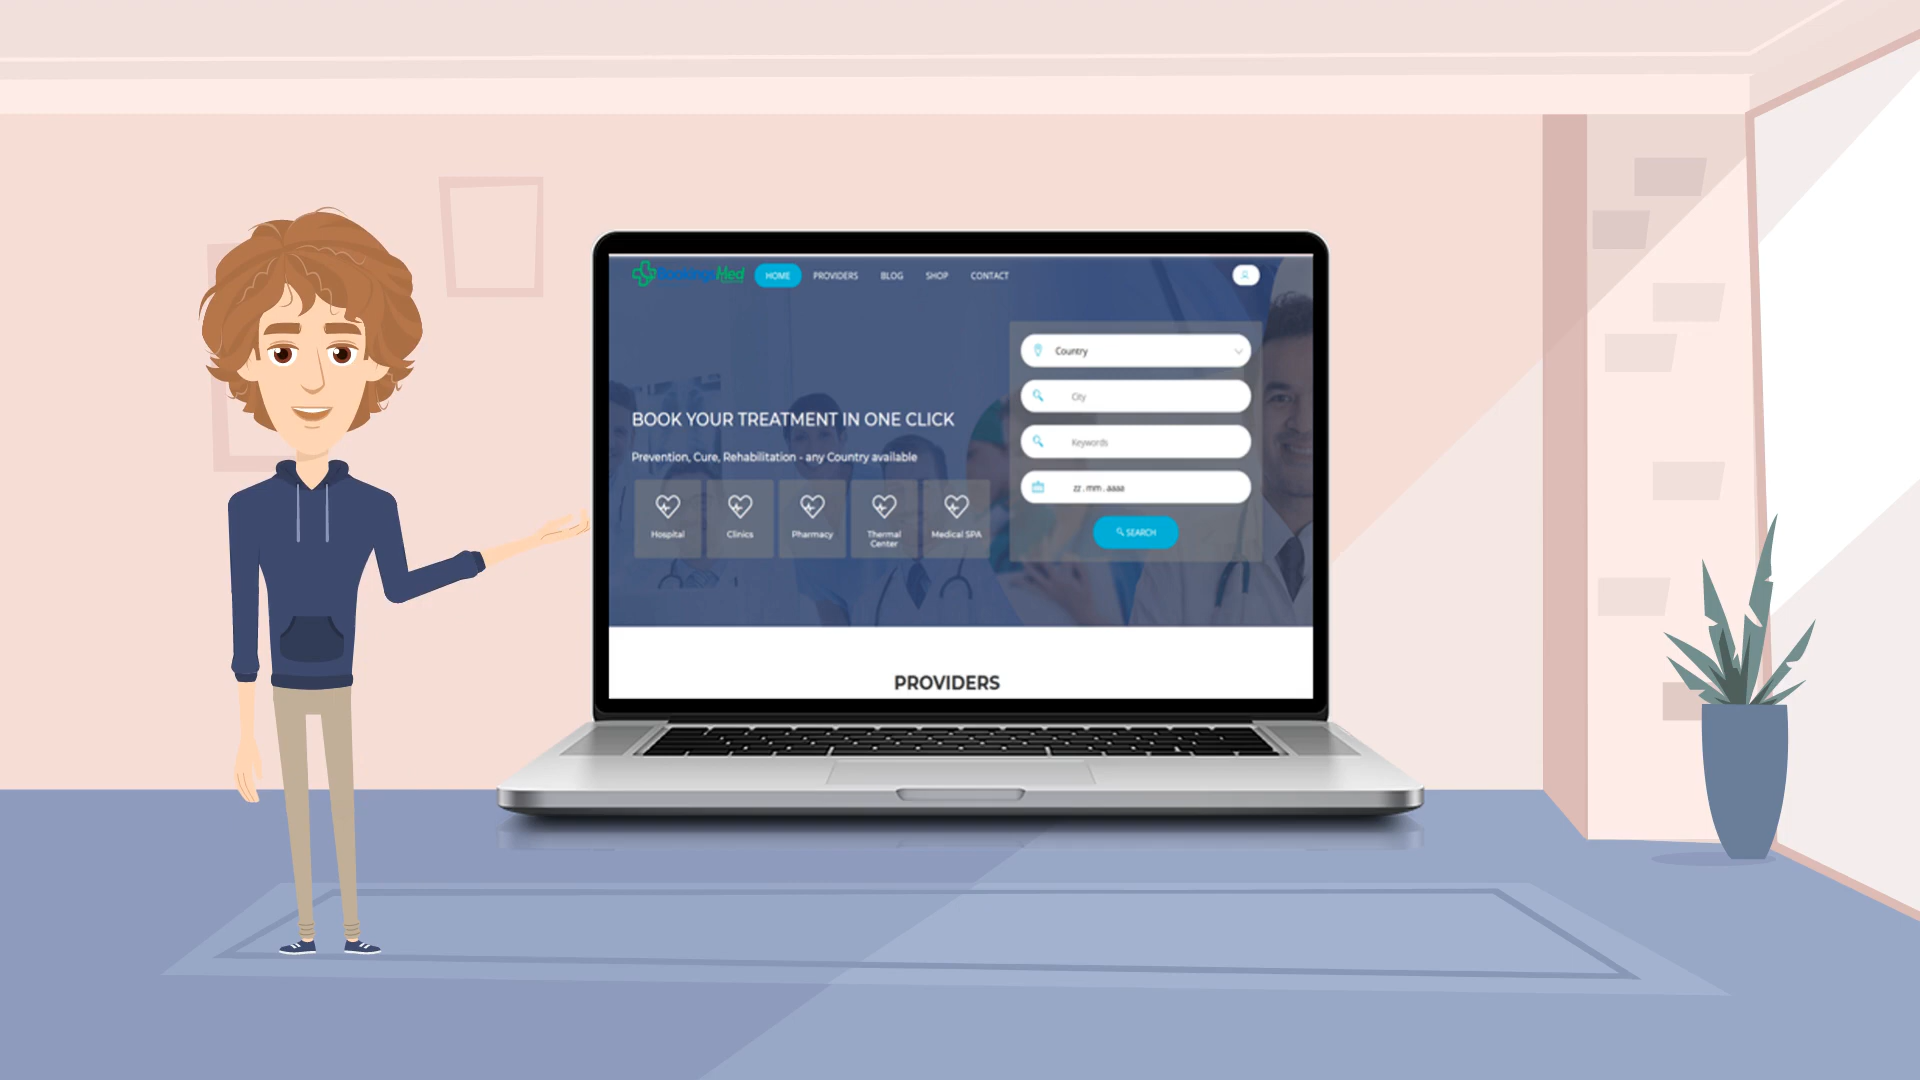 BookingsMed
HOME PROVIDERS BLOG SHOP CONTACT
Country
City
Keywords
zz . mm . aaaa
SEARCH
BOOK YOUR TREATMENT IN ONE CLICK
Prevention, Cure, Rehabilitation - any Country available
Hospital
Clinics
Pharmacy
Thermal
Center
Medical SPA
PROVIDERS